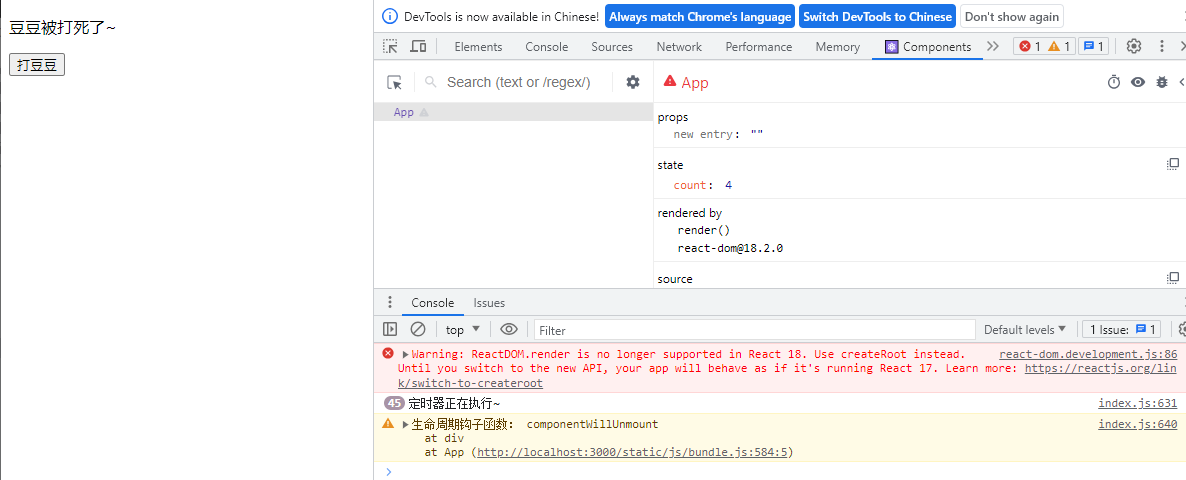 豆豆被打死了~
打豆豆
DevTools is now available in Chinese!
Always match Chrome's language
Switch DevTools to Chinese
Don't show again
Elements
Console
Sources
Network
Performance
Memory
Components
1
1
1
Search (text or /regex/)
App
App
props
new entry: ""
state
count: 4
rendered by
render()
react-dom@18.2.0
source
Console
Issues
top
Filter
Default levels
1 Issue:
1
Warning: ReactDOM.render is no longer supported in React 18. Use createRoot instead.
react-dom.development.js:86
Until you switch to the new API, your app will behave as if it's running React 17. Learn more: https://reactjs.org/lin
k/switch-to-createroot
45 定时器正在执行~
index.js:631
生命周期钩子函数: componentWillUnmount
index.js:640
at div
at App (http://localhost:3000/static/js/bundle.js:584:5)